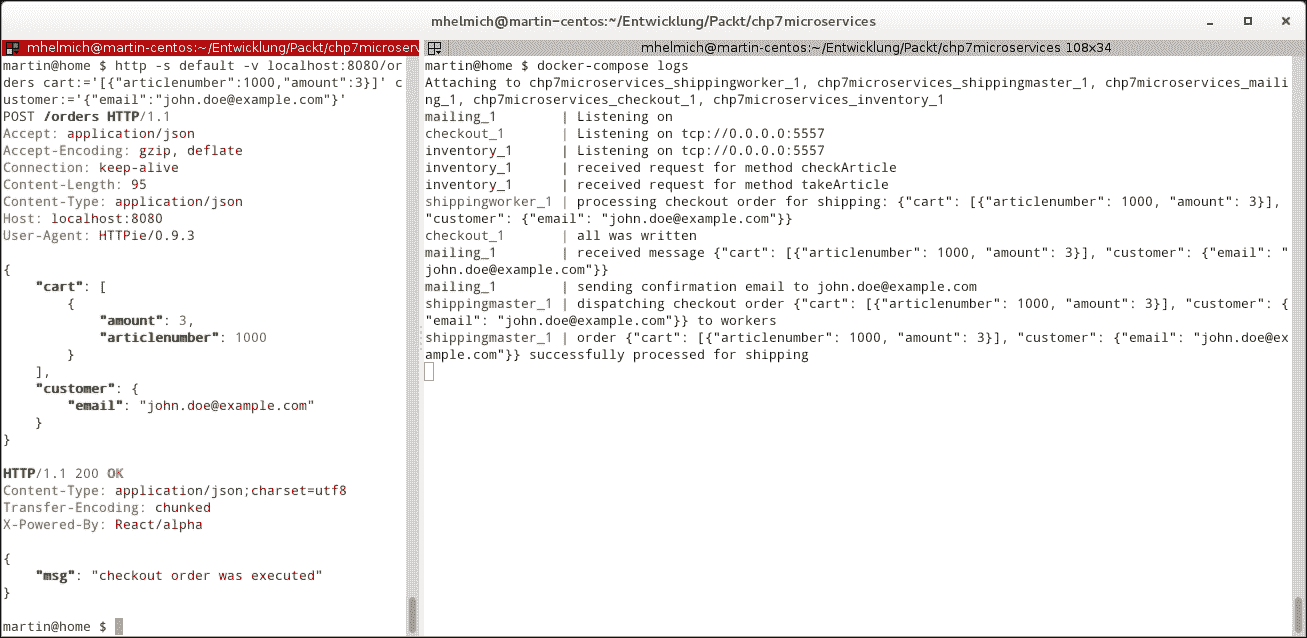 mhelmich@martin-centos:~/Entwicklung/Packt/chp7microservices
mhelmich@martin-centos:~/Entwicklung/Packt/chp7microserv
martin@home $ http -s default -v localhost:8080/or
ders cart:='[{"articlenumber":1000,"amount":3}]' c
ustomer:='{"email":"john.doe@example.com"}'
POST /orders HTTP/1.1
Accept: application/json
Accept-Encoding: gzip, deflate
Connection: keep-alive
Content-Length: 95
Content-Type: application/json
Host: localhost:8080
User-Agent: HTTPie/0.9.3
{
"cart": [
{
"amount": 3,
"articlenumber": 1000
}
],
"customer": {
"email": "john.doe@example.com"
}
}
HTTP/1.1 200 OK
Content-Type: application/json;charset=utf8
Transfer-Encoding: chunked
X-Powered-By: React/alpha
{
"msg": "checkout order was executed"
}
martin@home $
mhelmich@martin-centos:~/Entwicklung/Packt/chp7microservices 108x34
martin@home $ docker-compose logs
Attaching to chp7microservices_shippingworker_1, chp7microservices_shippingmaster_1, chp7microservices_maili
ng_1, chp7microservices_checkout_1, chp7microservices_inventory_1
mailing_1 | Listening on
checkout_1 | Listening on tcp://0.0.0.0:5557
inventory_1 | Listening on tcp://0.0.0.0:5557
inventory_1 | received request for method checkArticle
inventory_1 | received request for method takeArticle
shippingworker_1 | processing checkout order for shipping: {"cart": [{"articlenumber": 1000, "amount": 3}],
"customer": {"email": "john.doe@example.com"}}
checkout_1 | all was written
mailing_1 | received message {"cart": [{"articlenumber": 1000, "amount": 3}], "customer": {"email": "
john.doe@example.com"}}
mailing_1 | sending confirmation email to john.doe@example.com
shippingmaster_1 | dispatching checkout order {"cart": [{"articlenumber": 1000, "amount": 3}], "customer": {
"email": "john.doe@example.com"}} to workers
shippingmaster_1 | order {"cart": [{"articlenumber": 1000, "amount": 3}], "customer": {"email": "john.doe@ex
ample.com"}} successfully processed for shipping